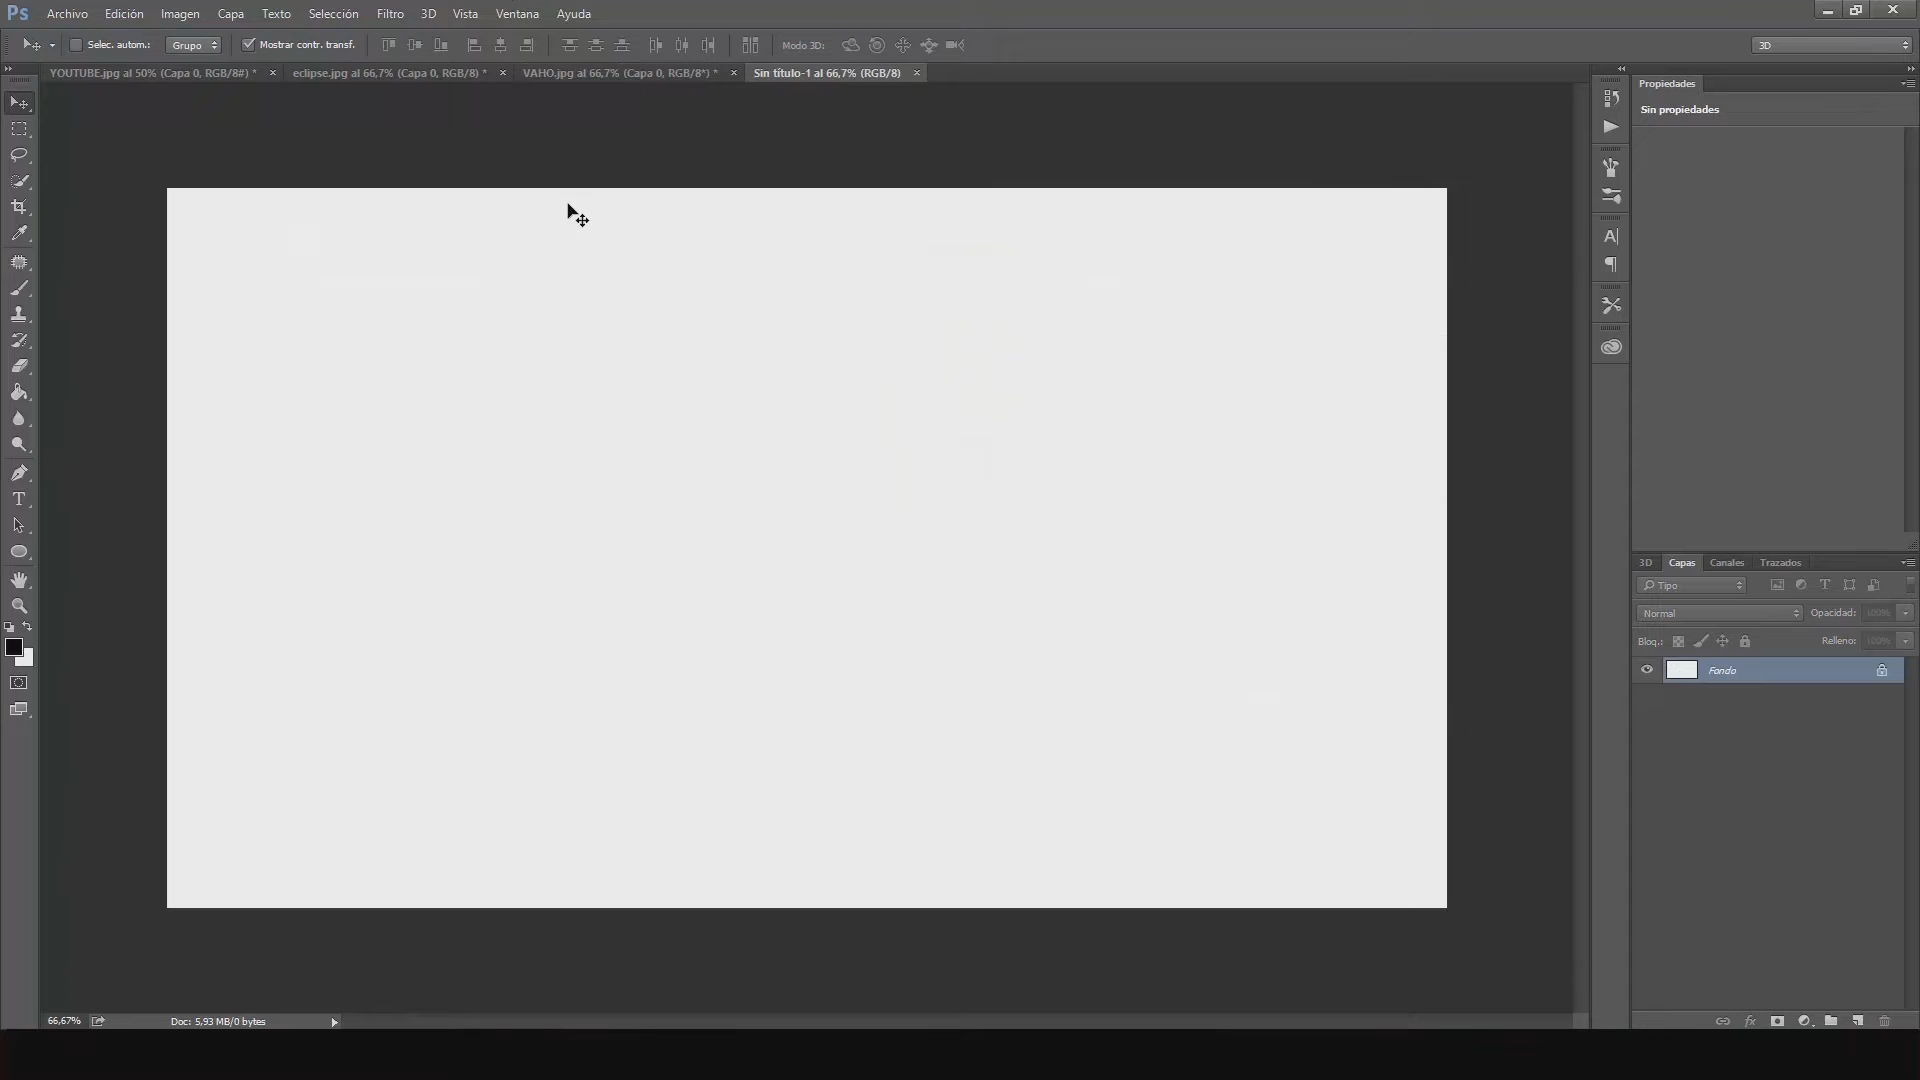 Ps Archivo Edición Imagen Capa Texto Selección Filtro 3D Vista Ventana Ayuda
Selec. autom.: Grupo Mostrar contr. transf. Modo 3D: 3D
YOUTUBE.jpg al 50% (Capa 0, RGB/8#) * × eclipse.jpg al 66,7% (Capa 0, RGB/8) * × VAHO.jpg al 66,7% (Capa 0, RGB/8*) * × Sin título-1 al 66,7% (RGB/8) ×
Propiedades
Sin propiedades
3D Capas Canales Trazados
Tipo
Normal Opacidad: 100%
Bloq.: Relleno: 100%
Fondo
fx
66,67% Doc: 5,93 MB/0 bytes